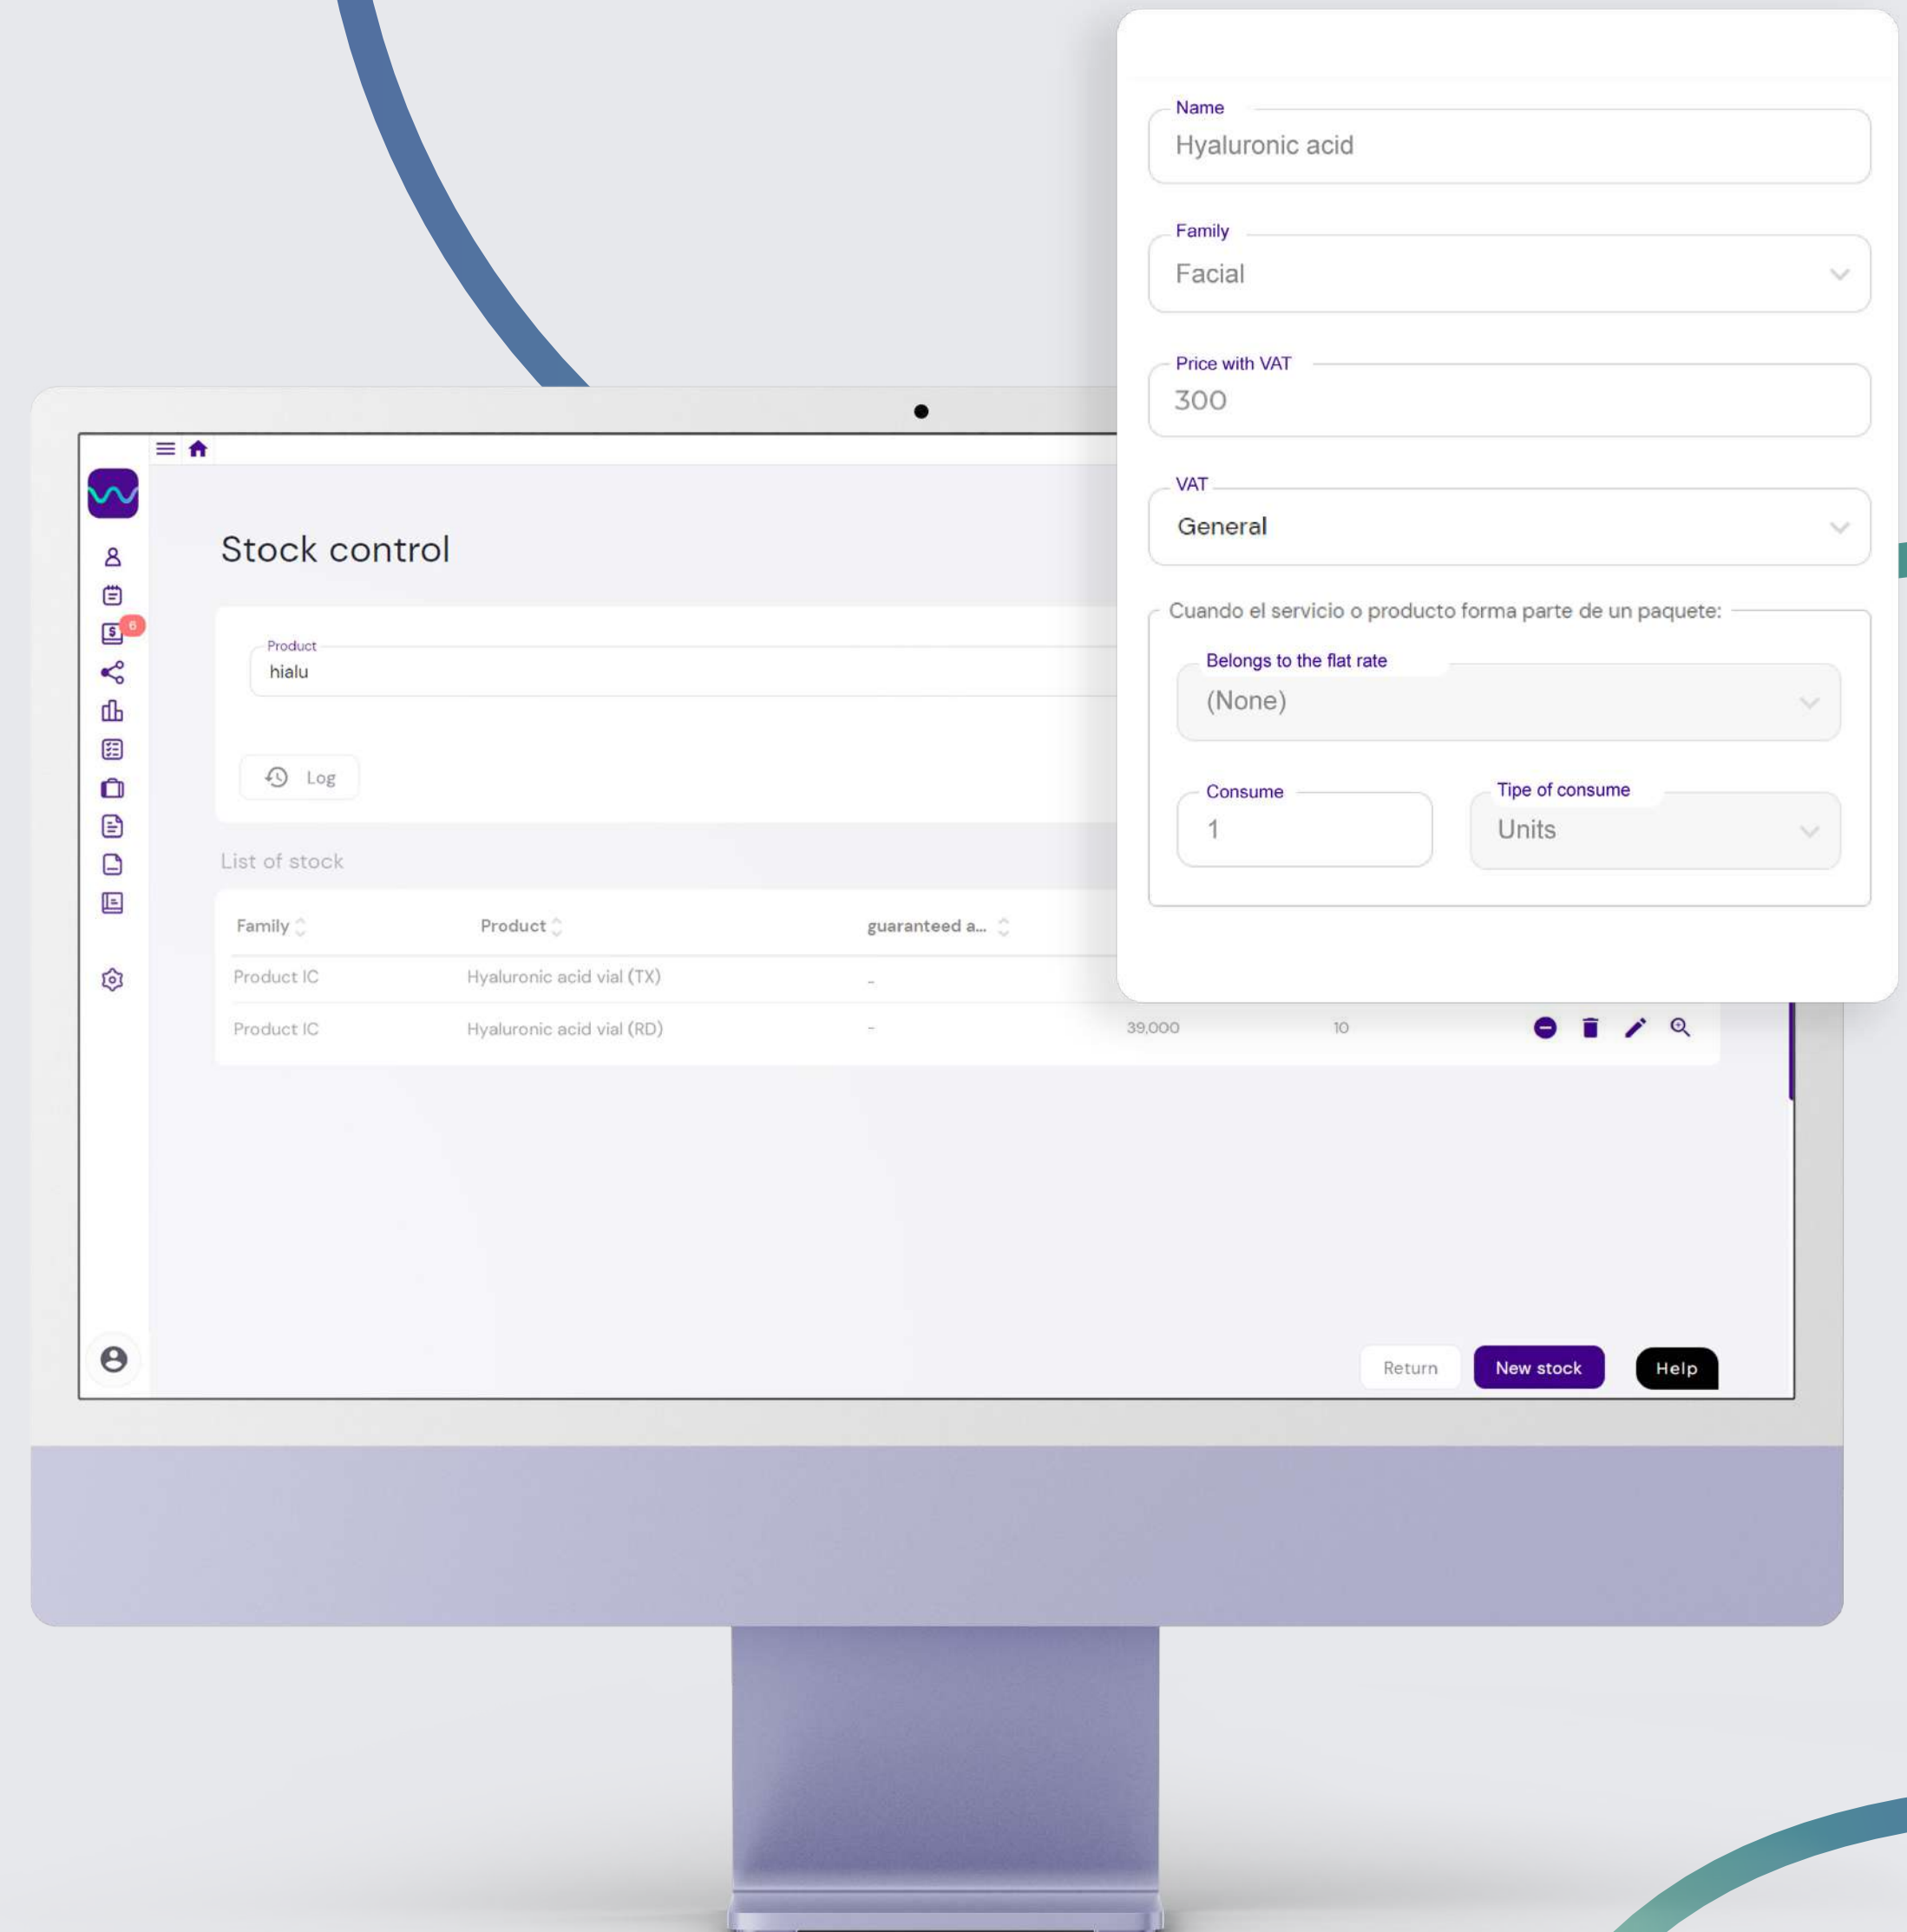 Name
Hyaluronic acid
Family
Facial
Price with VAT
300
VAT
General
Cuando el servicio o producto forma parte de un paquete:
Belongs to the flat rate
(None)
Consume
1
Tipe of consume
Units
6
Stock control
Product
hialu
Log
List of stock
Family Product guaranteed a...
Product IC Hyaluronic acid vial (TX) -
Product IC Hyaluronic acid vial (RD) - 39,000 10
Return New stock Help